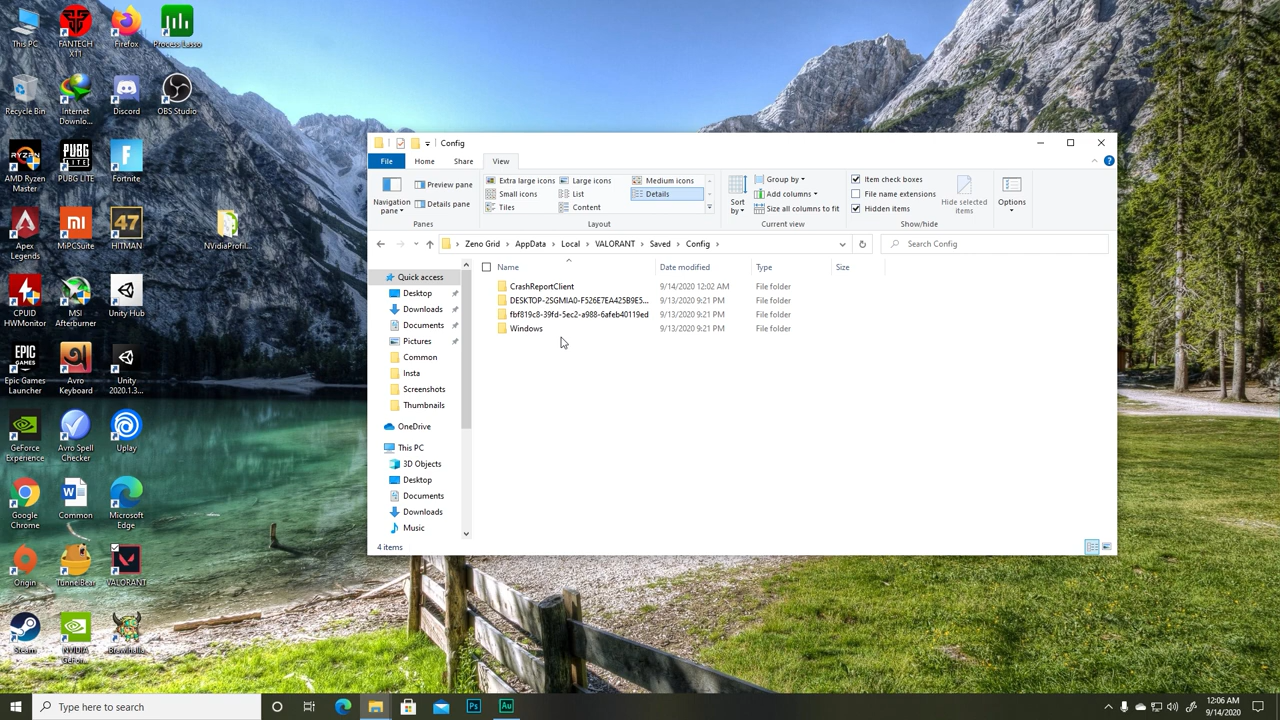 This PC
FANTECH X11
Firefox
Process Lasso
Recycle Bin
Internet Downlo...
Discord
OBS Studio
AMD Ryzen Master
PUBG LITE
Fortnite
Apex Legends
MiPCSuite
HITMAN
NVidiaProfil...
CPUID HWMonitor
MSI Afterburner
Unity Hub
Epic Games Launcher
Avro Keyboard
Unity 2020.1.3...
GeForce Experience
Avro Spell Checker
Uplay
Google Chrome
Common
Microsoft Edge
Origin
TunnelBear
VALORANT
Steam
NVIDIA GeFor...
Brawlhalla
Config
File Home Share View
Navigation pane
Preview pane
Details pane
Panes
Extra large icons Large icons Medium icons
Small icons List Details
Tiles Content
Layout
Sort by
Group by
Add columns
Size all columns to fit
Current view
Item check boxes
File name extensions
Hidden items
Hide selected items
Show/hide
Options
Zeno Grid > AppData > Local > VALORANT > Saved > Config >
Search Config
Quick access
Desktop
Downloads
Documents
Pictures
Common
Insta
Screenshots
Thumbnails
OneDrive
This PC
3D Objects
Desktop
Documents
Downloads
Music
Name Date modified Type Size
CrashReportClient 9/14/2020 12:02 AM File folder
DESKTOP-2SGMIA0-F526E7EA425B9E5... 9/13/2020 9:21 PM File folder
fbf819c8-39fd-5ec2-a988-6afeb40119ed 9/13/2020 9:21 PM File folder
Windows 9/13/2020 9:21 PM File folder
4 items
Type here to search
Ps
Au
12:06 AM
9/14/2020